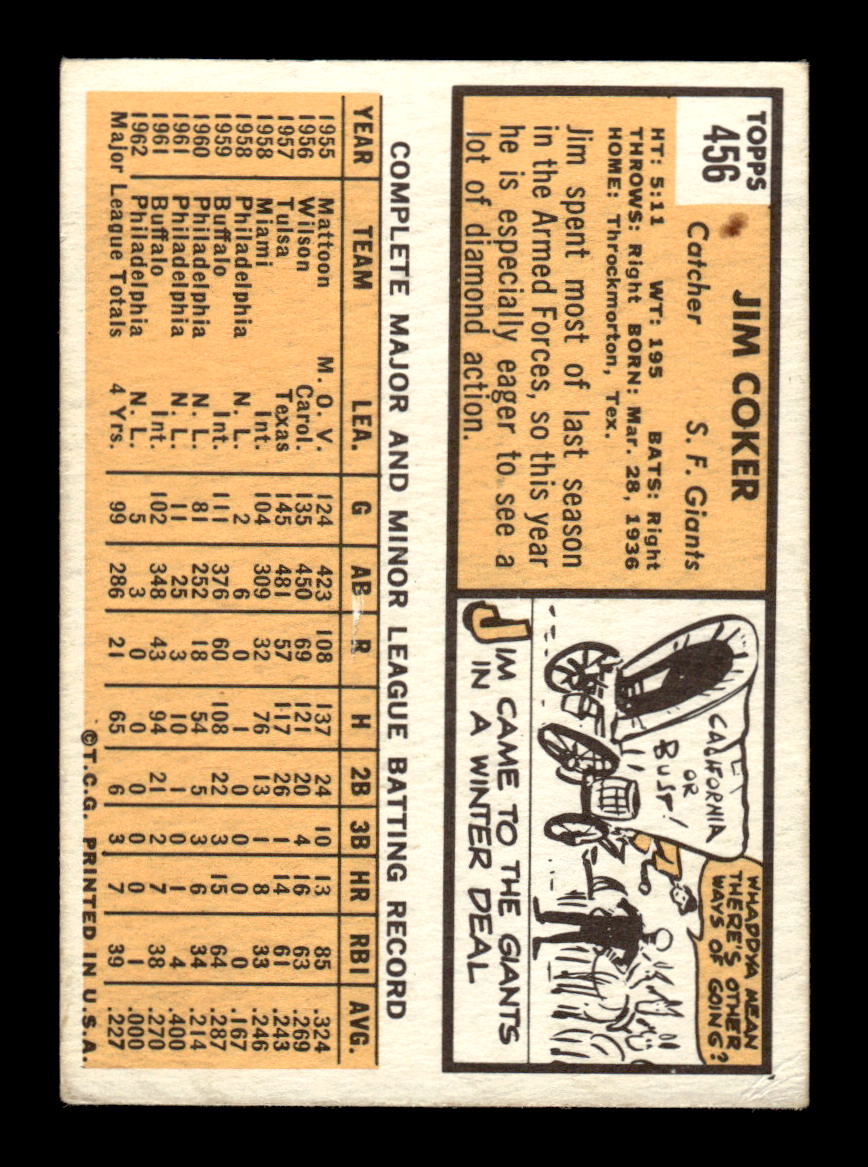 TOPPS
456
JIM COKER
Catcher S. F. Giants
HT: 5:11 WT: 195 BATS: Right
THROWS: Right BORN: Mar. 28, 1936
HOME: Throckmorton, Tex.
Jim spent most of last season
in the Armed Forces, so this year
he is especially eager to see a
lot of diamond action.
CALIFORNIA
OR
BUST!
WHADDYA MEAN
THERE'S OTHER
WAYS OF
GOING?
JIM CAME TO THE GIANTS
IN A WINTER DEAL
COMPLETE MAJOR AND MINOR LEAGUE BATTING RECORD
YEAR TEAM LEA. G AB R H 2B 3B HR RBI AVG.
1955 Mattoon M. O. V. 124 423 108 137 24 10 13 85 .324
1956 Wilson Carol. 135 450 69 121 20 4 16 63 .269
1957 Tulsa Texas 145 481 57 117 26 1 14 61 .243
1958 Miami Int. 104 309 32 76 13 1 8 33 .246
1958 Philadelphia N. L. 2 6 0 1 0 0 0 0 .167
1959 Buffalo Int. 111 376 60 108 22 3 15 64 .287
1960 Philadelphia N. L. 81 252 18 54 5 3 6 34 .214
1961 Philadelphia N. L. 11 25 3 10 0 0 1 4 .400
1961 Buffalo Int. 102 348 43 94 21 2 7 38 .270
1962 Philadelphia N. L. 5 3 0 0 0 0 0 1 .000
Major League Totals 4 Yrs. 99 286 21 65 6 3 7 39 .227
©T.C.G. PRINTED IN U.S.A.